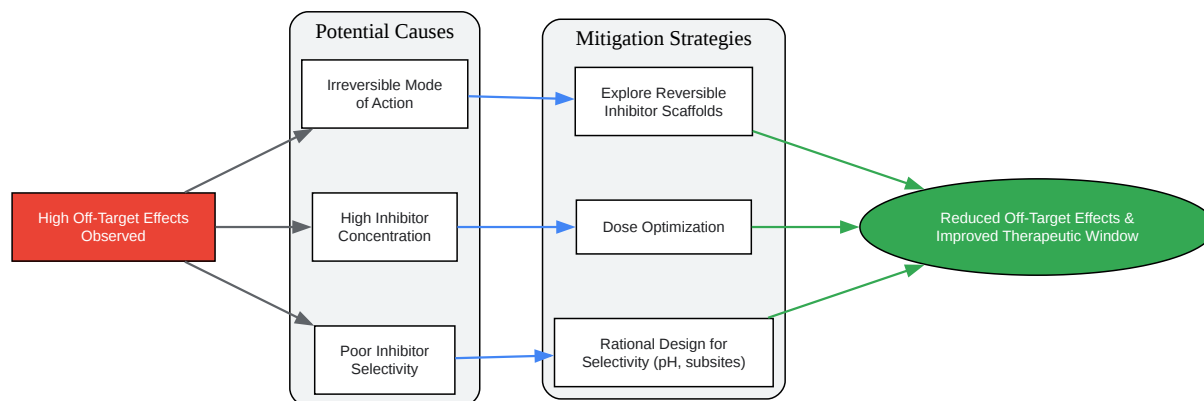 High Off-Target Effects
Observed
Potential Causes
Irreversible Mode
of Action
High Inhibitor
Concentration
Poor Inhibitor
Selectivity
Mitigation Strategies
Explore Reversible
Inhibitor Scaffolds
Dose Optimization
Rational Design for
Selectivity (pH, subsites)
Reduced Off-Target Effects &
Improved Therapeutic Window